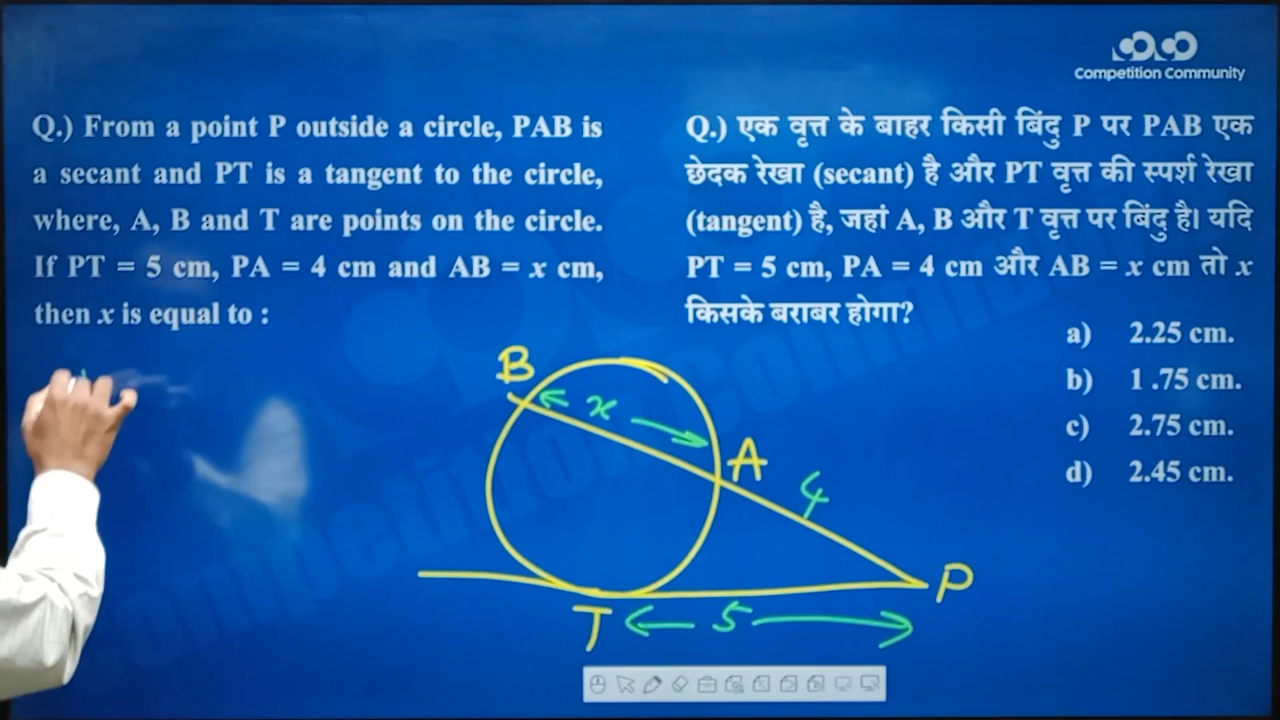 Competition Community
Q.) From a point P outside a circle, PAB is
a secant and PT is a tangent to the circle,
where, A, B and T are points on the circle.
If PT = 5 cm, PA = 4 cm and AB = x cm,
then x is equal to :
Q.) एक वृत्त के बाहर किसी बिंदु P पर PAB एक
छेदक रेखा (secant) है और PT वृत्त की स्पर्श रेखा
(tangent) है, जहां A, B और T वृत्त पर बिंदु है। यदि
PT = 5 cm, PA = 4 cm और AB = x cm तो x
किसके बराबर होगा?
a) 2.25 cm.
b) 1 .75 cm.
c) 2.75 cm.
d) 2.45 cm.
B
x
A
4
P
T
5